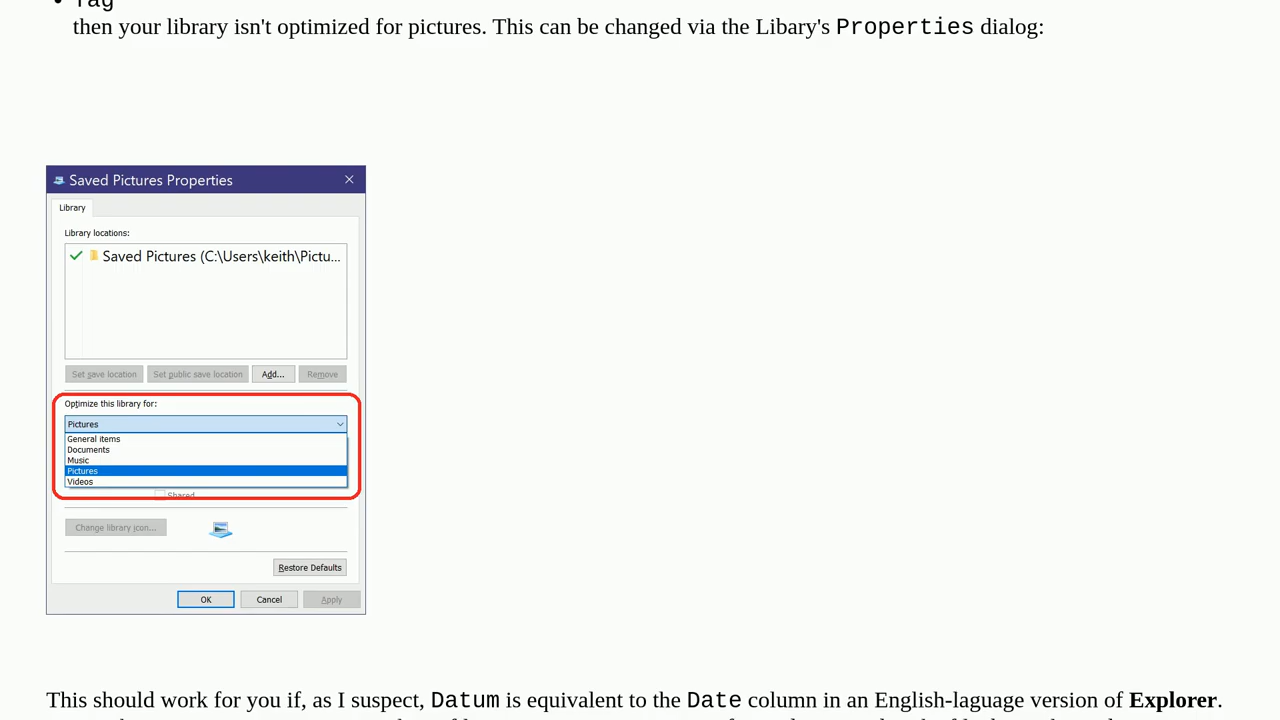 • Tag
then your library isn't optimized for pictures. This can be changed via the Libary's Properties dialog:
Saved Pictures Properties
Library
Library locations:
Saved Pictures (C:\Users\keith\Pictu...
Set save location Set public save location Add... Remove
Optimize this library for:
Pictures
General items
Documents
Music
Pictures
Videos
Shared
Change library icon...
Restore Defaults
OK Cancel Apply
This should work for you if, as I suspect, Datum is equivalent to the Date column in an English-laguage version of Explorer.